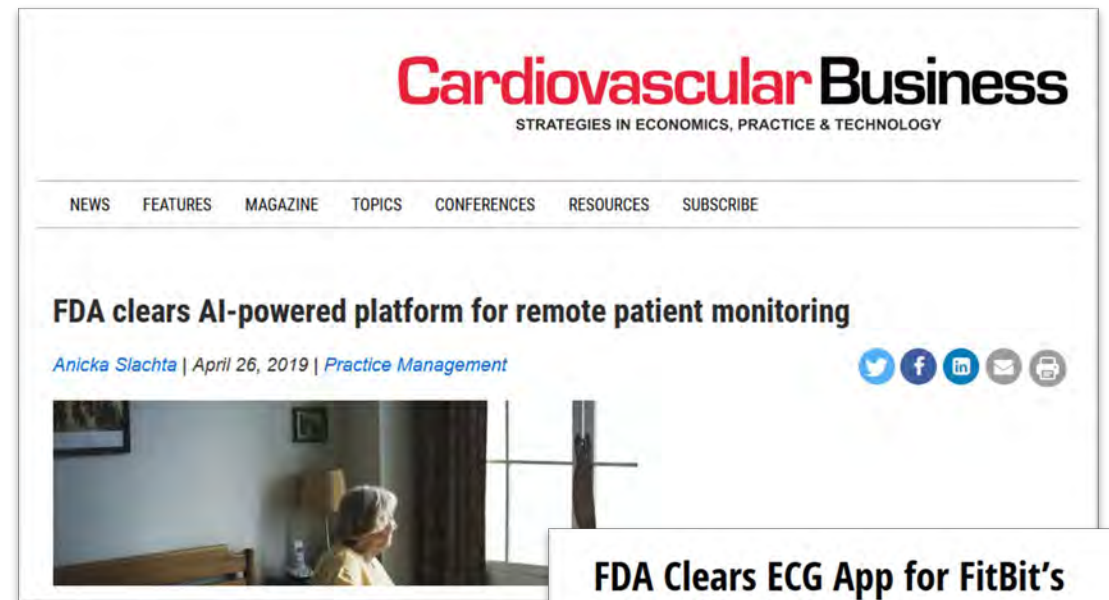 Cardiovascular Business
STRATEGIES IN ECONOMICS, PRACTICE & TECHNOLOGY
NEWS FEATURES MAGAZINE TOPICS CONFERENCES RESOURCES SUBSCRIBE
FDA clears AI-powered platform for remote patient monitoring
Anicka Slachta | April 26, 2019 | Practice Management
FDA Clears ECG App for FitBit's